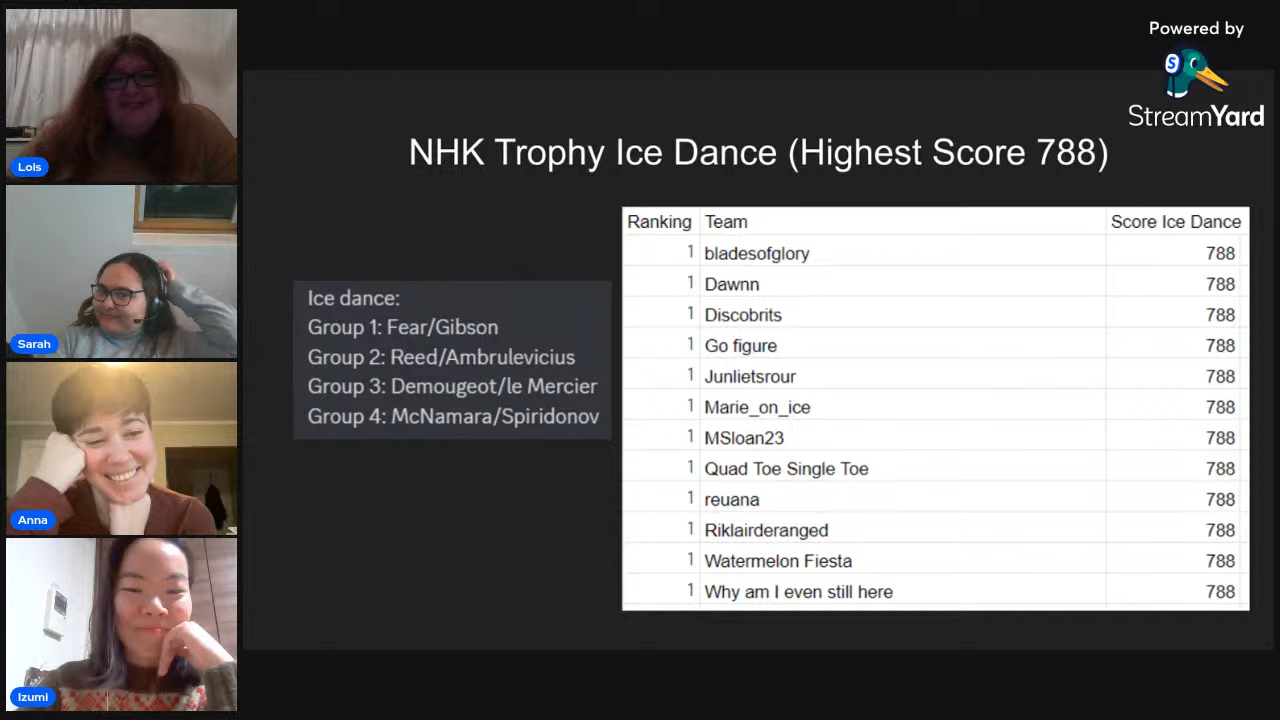 Powered by
S
StreamYard
NHK Trophy Ice Dance (Highest Score 788)
Ice dance:
Group 1: Fear/Gibson
Group 2: Reed/Ambrulevicius
Group 3: Demougeot/le Mercier
Group 4: McNamara/Spiridonov
Ranking Team Score Ice Dance
1 bladesofglory 788
1 Dawnn 788
1 Discobrits 788
1 Go figure 788
1 Junlietsrour 788
1 Marie_on_ice 788
1 MSloan23 788
1 Quad Toe Single Toe 788
1 reuana 788
1 Riklairderanged 788
1 Watermelon Fiesta 788
1 Why am I even still here 788
Lois
Sarah
Anna
Izumi